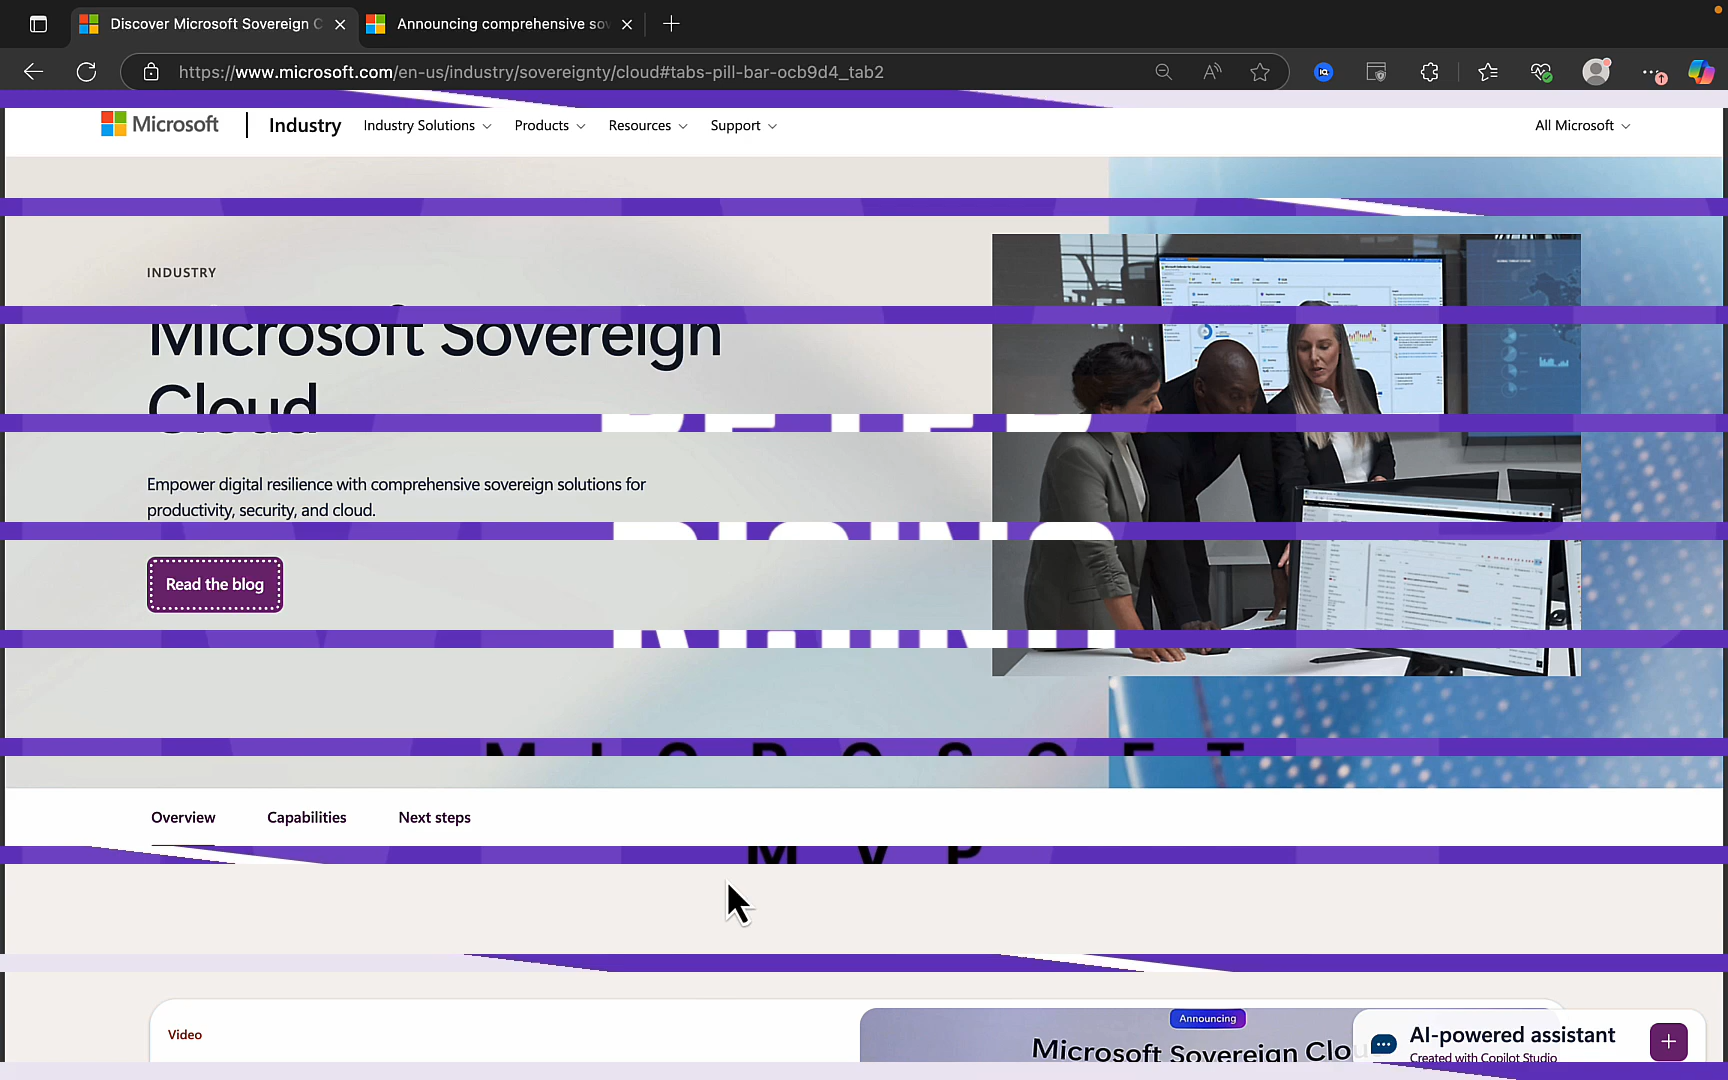 Discover Microsoft Sovereign C
Announcing comprehensive sov
https://www.microsoft.com/en-us/industry/sovereignty/cloud#tabs-pill-bar-ocb9d4_tab2
Microsoft
Industry
Industry Solutions
Products
Resources
Support
All Microsoft
INDUSTRY
Microsoft Sovereign
Cloud
Empower digital resilience with comprehensive sovereign solutions for
productivity, security, and cloud.
Read the blog
MICROSOFT
Overview
Capabilities
Next steps
MVP
Video
Announcing
Microsoft Sovereign Clo
AI-powered assistant
Created with Copilot Studio